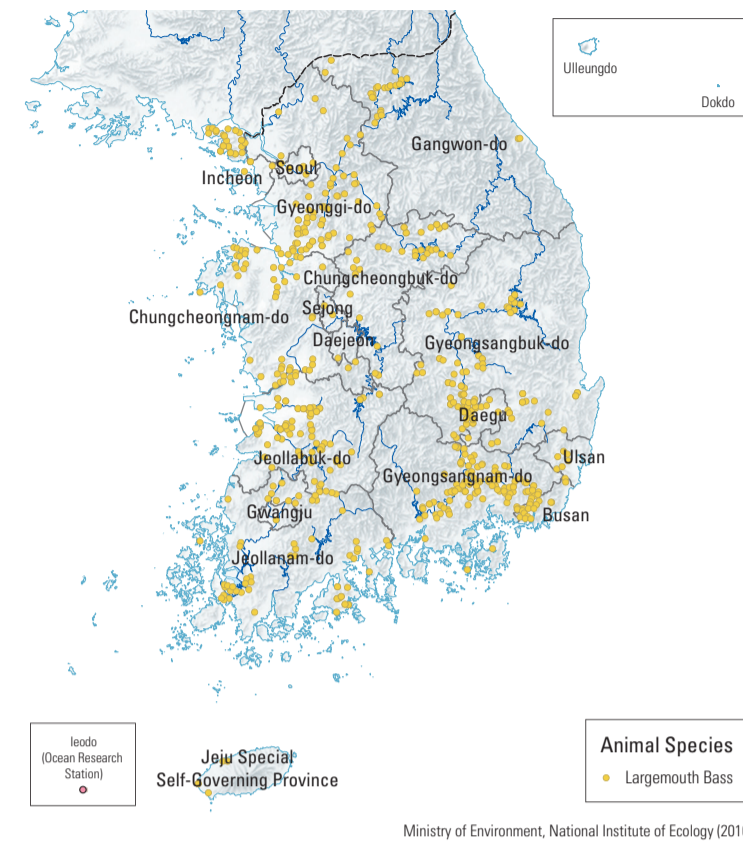 Ulleungdo
Dokdo
Gangwon-do
Seoul
Incheon
Gyeonggi-do
Chungcheongbuk-do
Sejong
Chungcheongnam-do
Daejeon
Gyeongsangbuk-do
Daegu
Jeollabuk-do
Ulsan
Gyeongsangnam-do
Gwangju
Busan
Jeollanam-do
Ieodo
(Ocean Research
Station)
Jeju Special
Self-Governing Province
Animal Species
Largemouth Bass
Ministry of Environment, National Institute of Ecology